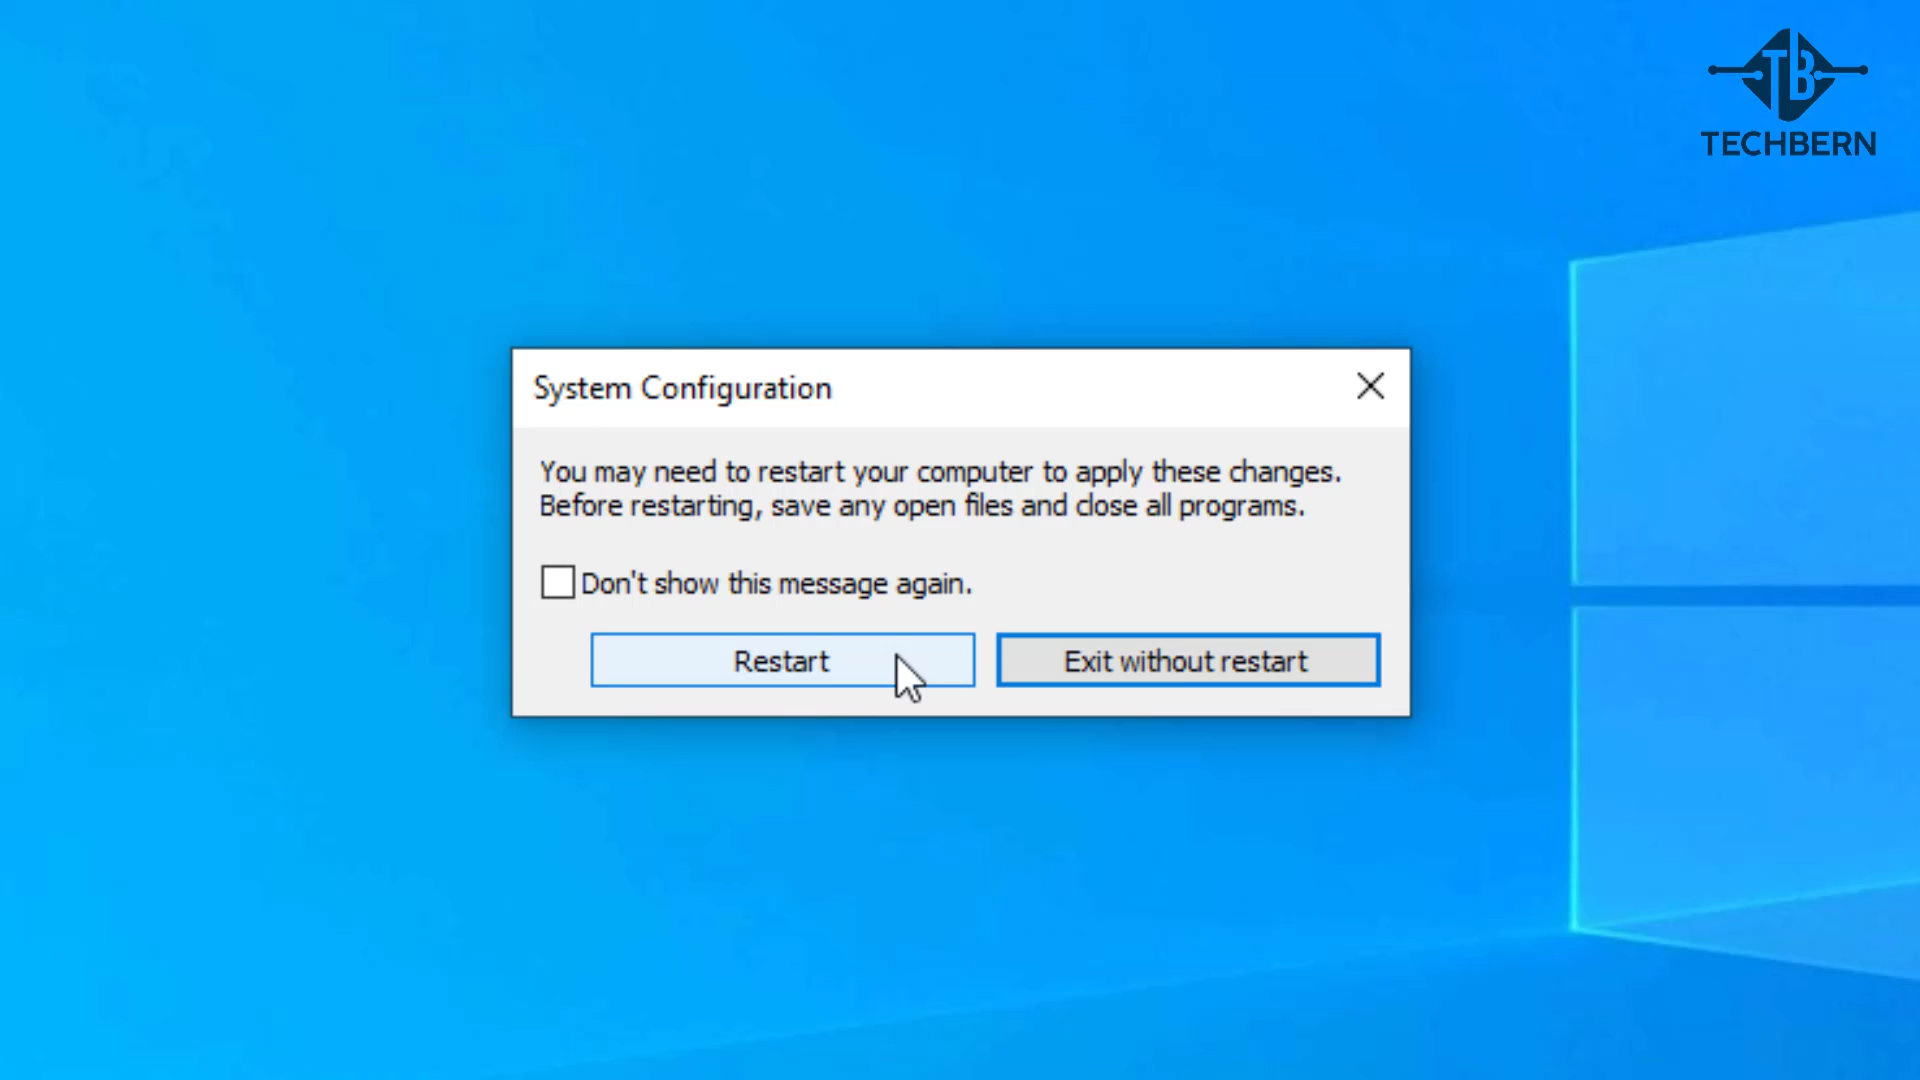 TB
TECHBERN
System Configuration
You may need to restart your computer to apply these changes.
Before restarting, save any open files and close all programs.
Don't show this message again.
Restart
Exit without restart